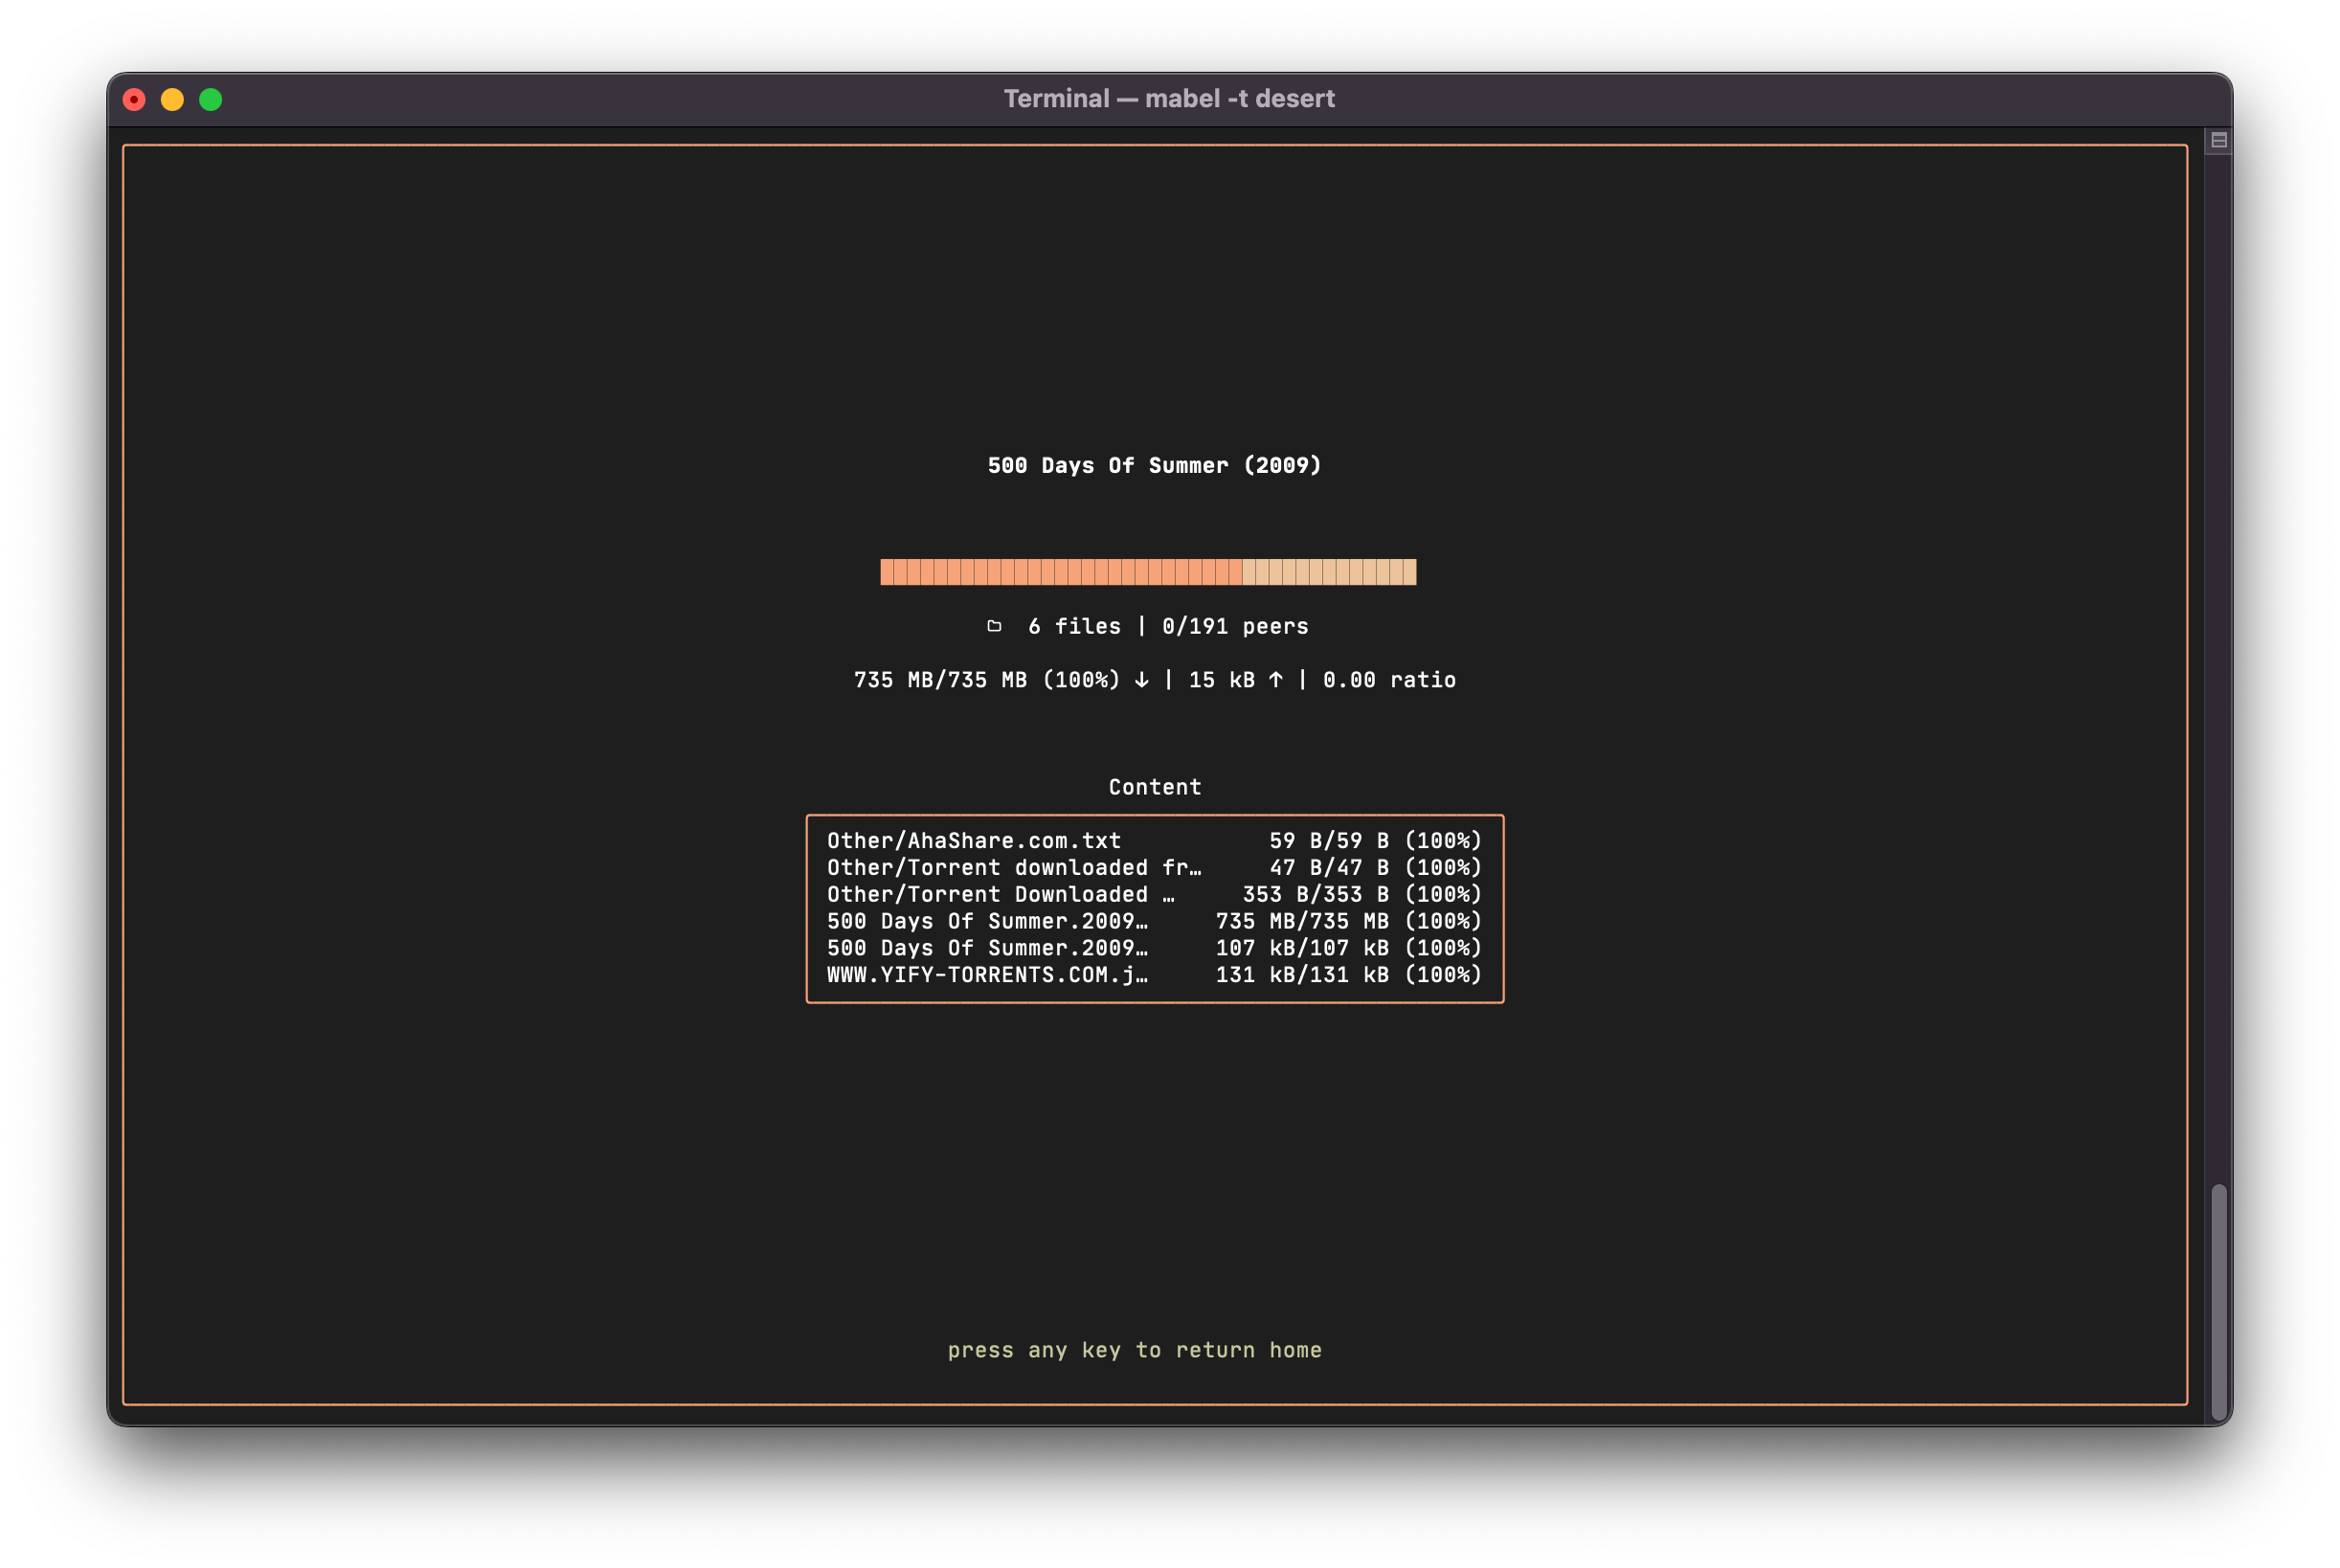 Terminal — mabel -t desert
500 Days Of Summer (2009)
6 files | 0/191 peers
735 MB/735 MB (100%) ↓ | 15 kB ↑ | 0.00 ratio
Content
Other/AhaShare.com.txt 59 B/59 B (100%)
Other/Torrent downloaded fr… 47 B/47 B (100%)
Other/Torrent Downloaded … 353 B/353 B (100%)
500 Days Of Summer.2009… 735 MB/735 MB (100%)
500 Days Of Summer.2009… 107 kB/107 kB (100%)
WWW.YIFY-TORRENTS.COM.j… 131 kB/131 kB (100%)
press any key to return home